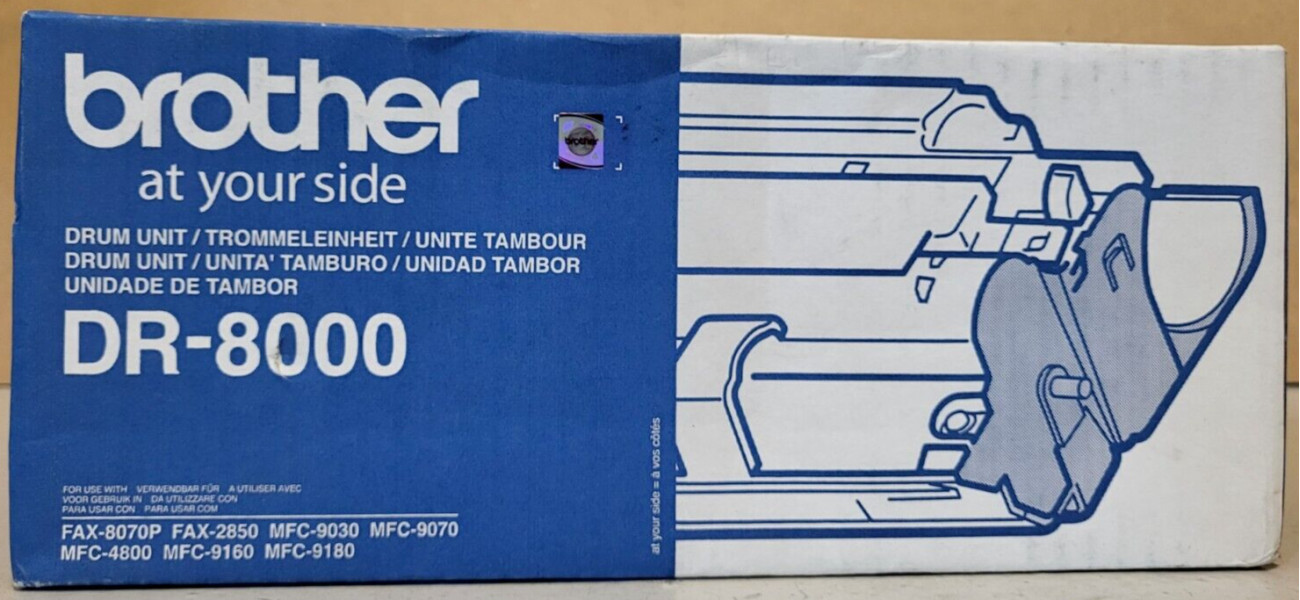 brother
at your side
brother
DRUM UNIT / TROMMELEINHEIT / UNITE TAMBOUR
DRUM UNIT / UNITA' TAMBURO / UNIDAD TAMBOR
UNIDADE DE TAMBOR
DR-8000
at your side = à vos côtés
FOR USE WITH VERWENDBAR FÜR A UTILISER AVEC
VOOR GEBRUIK IN DA UTILIZZARE CON
PARA USAR CON PARA USAR COM
FAX-8070P FAX-2850 MFC-9030 MFC-9070
MFC-4800 MFC-9160 MFC-9180